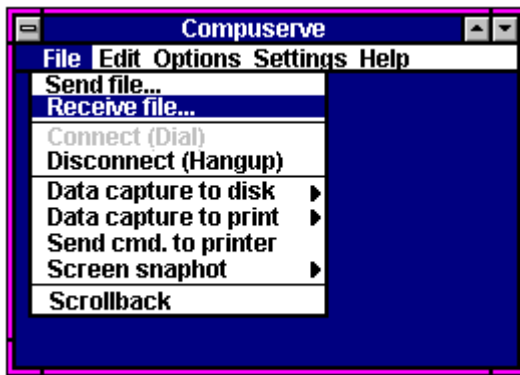 Compuserve
File Edit Options Settings Help
Send file...
Receive file...
Connect (Dial)
Disconnect (Hangup)
Data capture to disk
Data capture to print
Send cmd. to printer
Screen snaphot
Scrollback